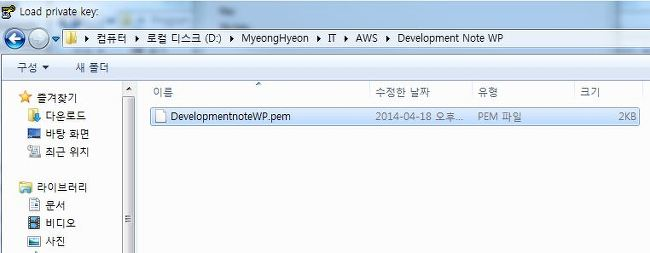 Load private key:
컴퓨터 ▸ 로컬 디스크 (D:) ▸ MyeongHyeon ▸ IT ▸ AWS ▸ Development Note WP
구성 ▼ 새 폴더
즐겨찾기
다운로드
바탕 화면
최근 위치
라이브러리
문서
비디오
사진
이름 수정한 날짜 유형 크기
DevelopmentnoteWP.pem 2014-04-18 오후... PEM 파일 2KB